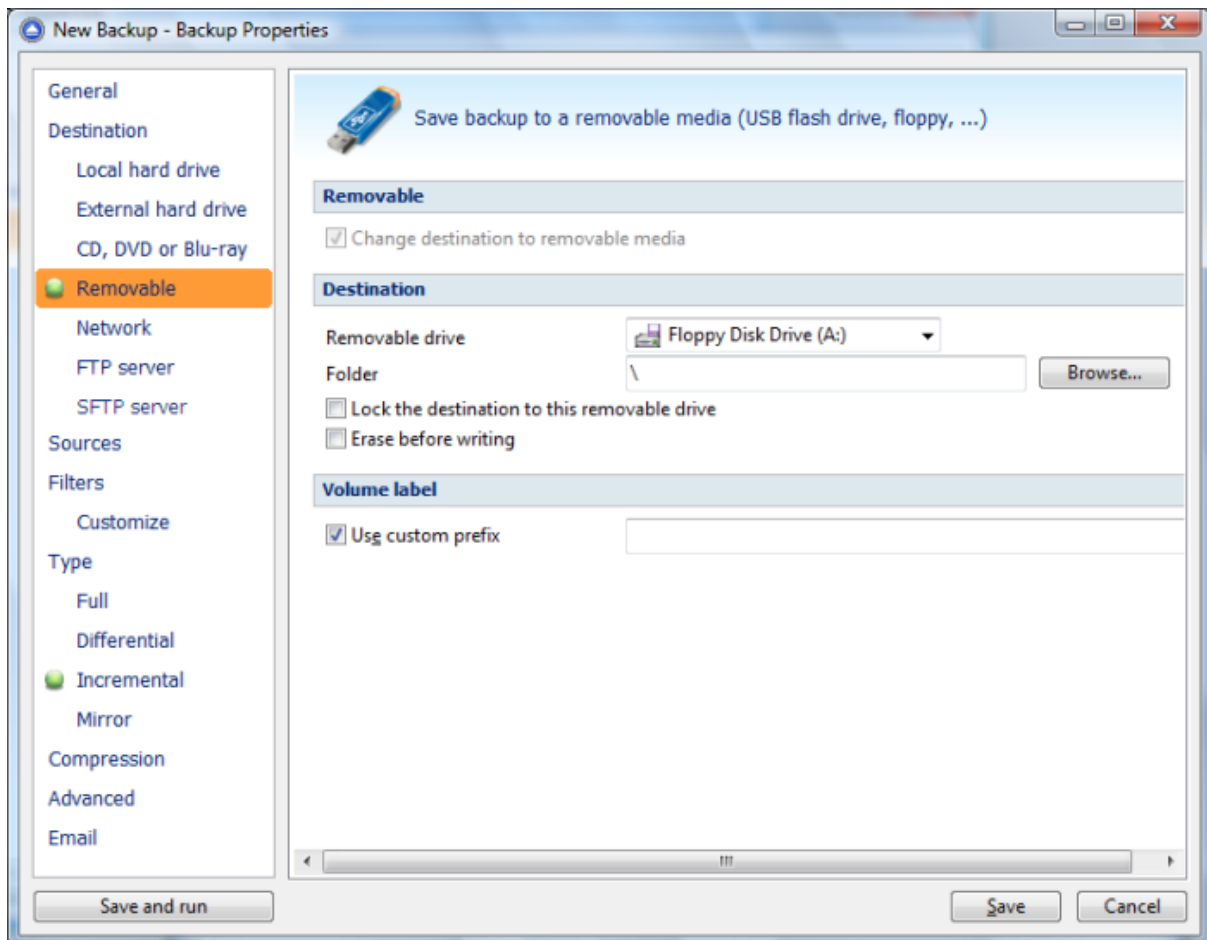 New Backup - Backup Properties
General
Destination
Local hard drive
External hard drive
CD, DVD or Blu-ray
Removable
Network
FTP server
SFTP server
Sources
Filters
Customize
Type
Full
Differential
Incremental
Mirror
Compression
Advanced
Email
Save backup to a removable media (USB flash drive, floppy, ...)
Removable
Change destination to removable media
Destination
Removable drive
Floppy Disk Drive (A:)
Folder
\
Browse...
Lock the destination to this removable drive
Erase before writing
Volume label
Use custom prefix
Save and run
Save
Cancel